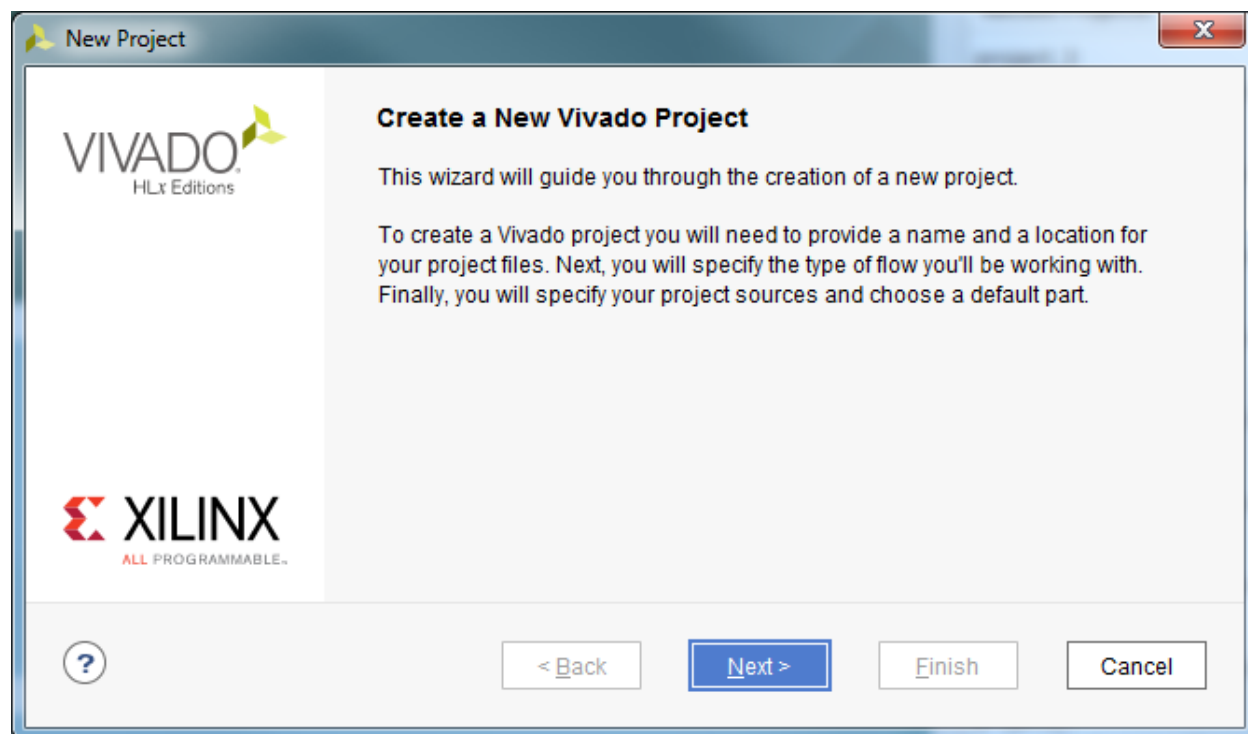 New Project
VIVADO.
HLx Editions
Create a New Vivado Project
This wizard will guide you through the creation of a new project.
To create a Vivado project you will need to provide a name and a location for
your project files. Next, you will specify the type of flow you'll be working with.
Finally, you will specify your project sources and choose a default part.
XILINX
ALL PROGRAMMABLE™
?
< Back
Next >
Finish
Cancel